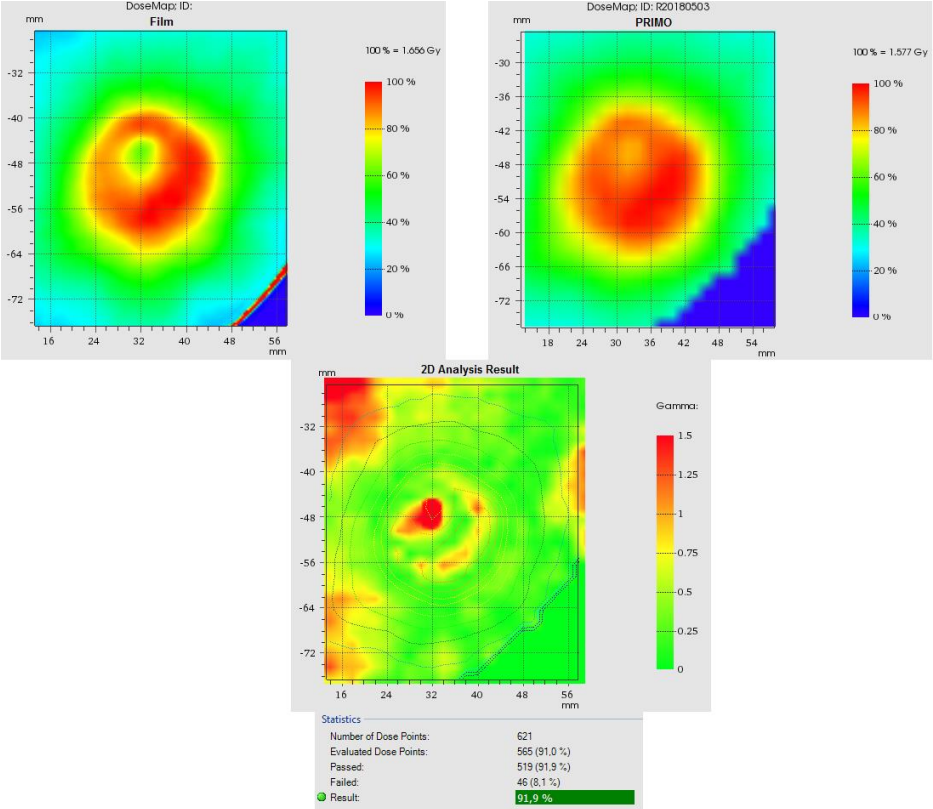 DoseMap; ID:
Film
mm
100 % = 1.656 Gy
-32
-40
-48
-56
-64
-72
16 24 32 40 48 56
mm
100 %
80 %
60 %
40 %
20 %
0 %
DoseMap; ID: R20180503
PRIMO
mm
100 % = 1.577 Gy
-30
-36
-42
-48
-54
-60
-66
-72
18 24 30 36 42 48 54
mm
100 %
80 %
60 %
40 %
20 %
0 %
2D Analysis Result
mm
Gamma:
-32
-40
-48
-56
-64
-72
16 24 32 40 48 56
mm
1.5
1.25
1
0.75
0.5
0.25
0
Statistics
Number of Dose Points: 621
Evaluated Dose Points: 565 (91,0 %)
Passed: 519 (91,9 %)
Failed: 46 (8,1 %)
Result: 91,9 %